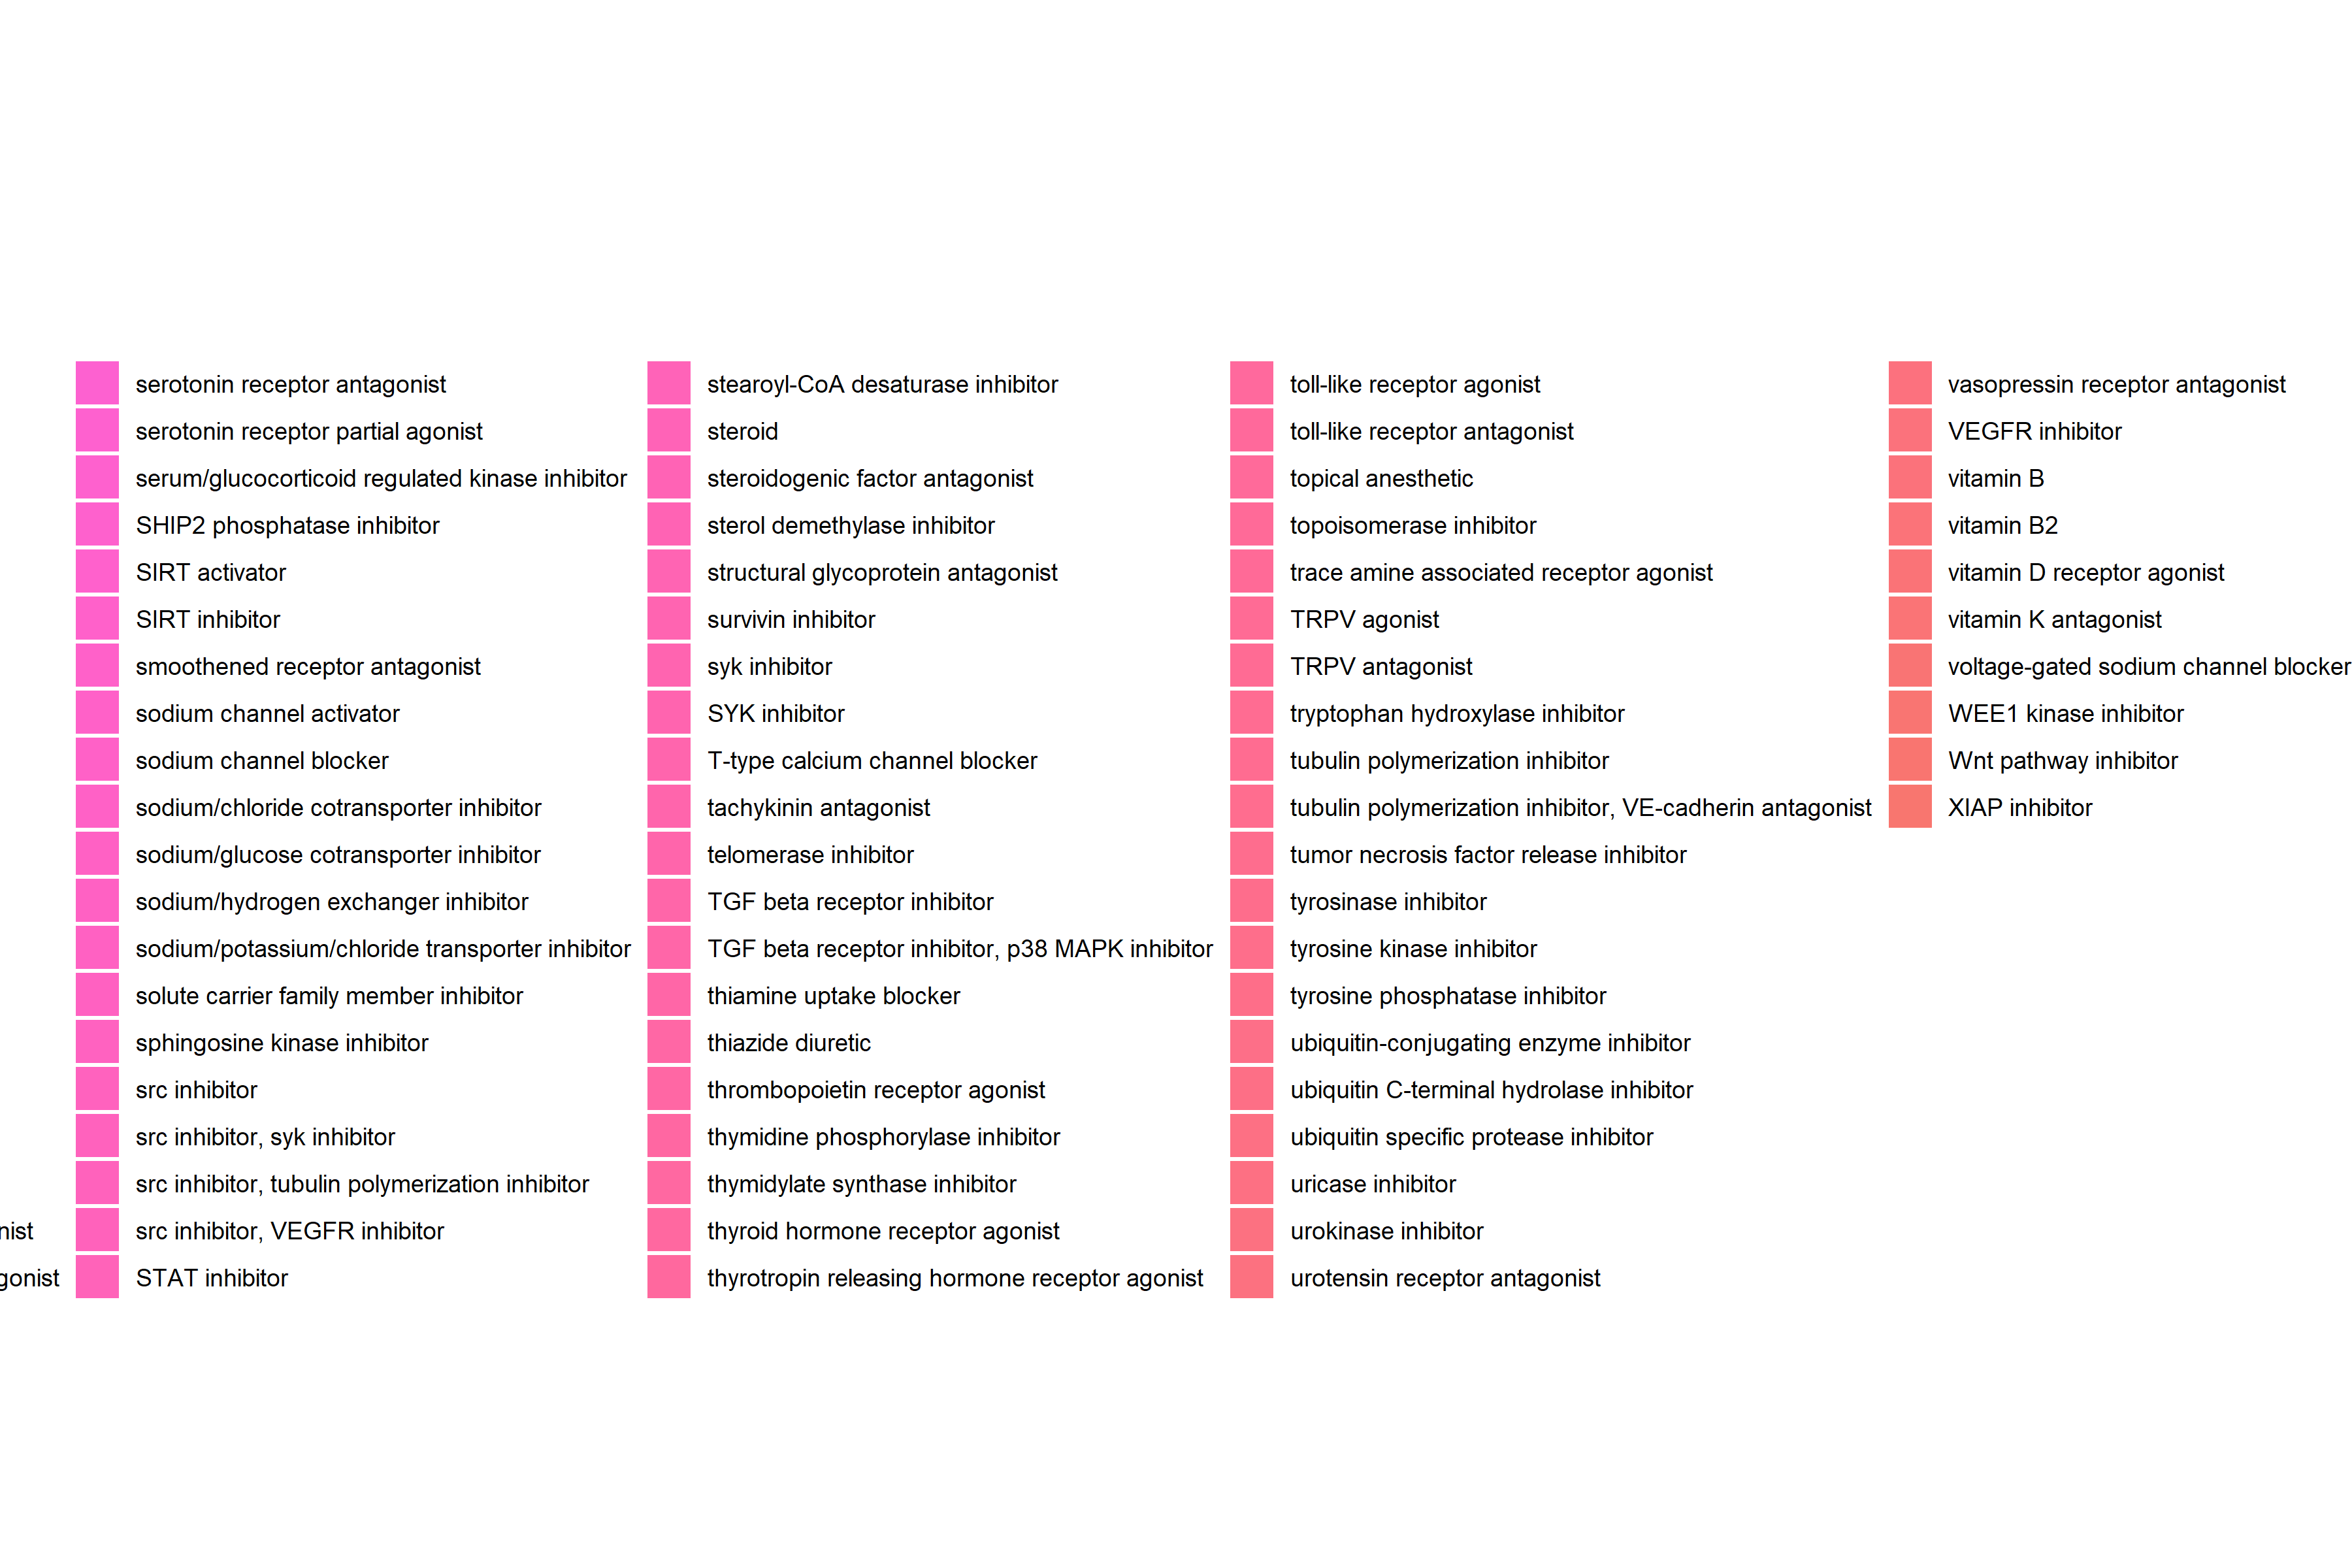 serotonin receptor antagonist
serotonin receptor partial agonist
serum/glucocorticoid regulated kinase inhibitor
SHIP2 phosphatase inhibitor
SIRT activator
SIRT inhibitor
smoothened receptor antagonist
sodium channel activator
sodium channel blocker
sodium/chloride cotransporter inhibitor
sodium/glucose cotransporter inhibitor
sodium/hydrogen exchanger inhibitor
sodium/potassium/chloride transporter inhibitor
solute carrier family member inhibitor
sphingosine kinase inhibitor
src inhibitor
src inhibitor, syk inhibitor
src inhibitor, tubulin polymerization inhibitor
src inhibitor, VEGFR inhibitor
STAT inhibitor
stearoyl-CoA desaturase inhibitor
steroid
steroidogenic factor antagonist
sterol demethylase inhibitor
structural glycoprotein antagonist
survivin inhibitor
syk inhibitor
SYK inhibitor
T-type calcium channel blocker
tachykinin antagonist
telomerase inhibitor
TGF beta receptor inhibitor
TGF beta receptor inhibitor, p38 MAPK inhibitor
thiamine uptake blocker
thiazide diuretic
thrombopoietin receptor agonist
thymidine phosphorylase inhibitor
thymidylate synthase inhibitor
thyroid hormone receptor agonist
thyrotropin releasing hormone receptor agonist
toll-like receptor agonist
toll-like receptor antagonist
topical anesthetic
topoisomerase inhibitor
trace amine associated receptor agonist
TRPV agonist
TRPV antagonist
tryptophan hydroxylase inhibitor
tubulin polymerization inhibitor
tubulin polymerization inhibitor, VE-cadherin antagonist
tumor necrosis factor release inhibitor
tyrosinase inhibitor
tyrosine kinase inhibitor
tyrosine phosphatase inhibitor
ubiquitin-conjugating enzyme inhibitor
ubiquitin C-terminal hydrolase inhibitor
ubiquitin specific protease inhibitor
uricase inhibitor
urokinase inhibitor
urotensin receptor antagonist
vasopressin receptor antagonist
VEGFR inhibitor
vitamin B
vitamin B2
vitamin D receptor agonist
vitamin K antagonist
voltage-gated sodium channel blocker
WEE1 kinase inhibitor
Wnt pathway inhibitor
XIAP inhibitor